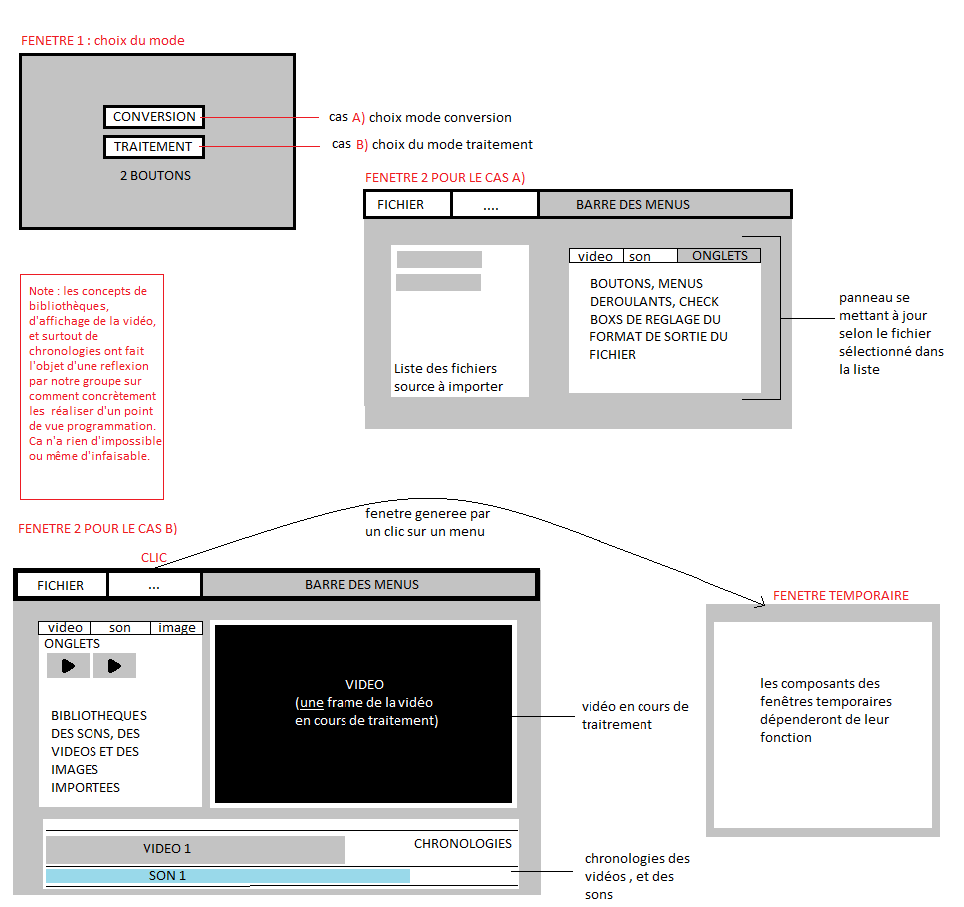 FENETRE 1 : choix du mode
CONVERSION
TRAITEMENT
2 BOUTONS
cas A) choix mode conversion
cas B) choix du mode traitement
FENETRE 2 POUR LE CAS A)
FICHIER
....
BARRE DES MENUS
Liste des fichiers
source à importer
video
son
ONGLETS
BOUTONS, MENUS
DEROULANTS, CHECK
BOXS DE REGLAGE DU
FORMAT DE SORTIE DU
FICHIER
panneau se
mettant à jour
selon le fichier
sélectionné dans
la liste
Note : les concepts de
bibliothèques,
d'affichage de la vidéo,
et surtout de
chronologies ont fait
l'objet d'une reflexion
par notre groupe sur
comment concrètement
les réaliser d'un point
de vue programmation.
Ca n'a rien d'impossible
ou même d'infaisable.
FENETRE 2 POUR LE CAS B)
fenetre generee par
un clic sur un menu
CLIC
FICHIER
...
BARRE DES MENUS
video
son
image
ONGLETS
BIBLIOTHEQUES
DES SONS, DES
VIDEOS ET DES
IMAGES
IMPORTEES
VIDEO
(une frame de la vidéo
en cours de traitement)
vidéo en cours de
traitrement
FENETRE TEMPORAIRE
les composants des
fenêtres temporaires
dépenderont de leur
fonction
VIDEO 1
CHRONOLOGIES
SON 1
chronologies des
vidéos , et des
sons